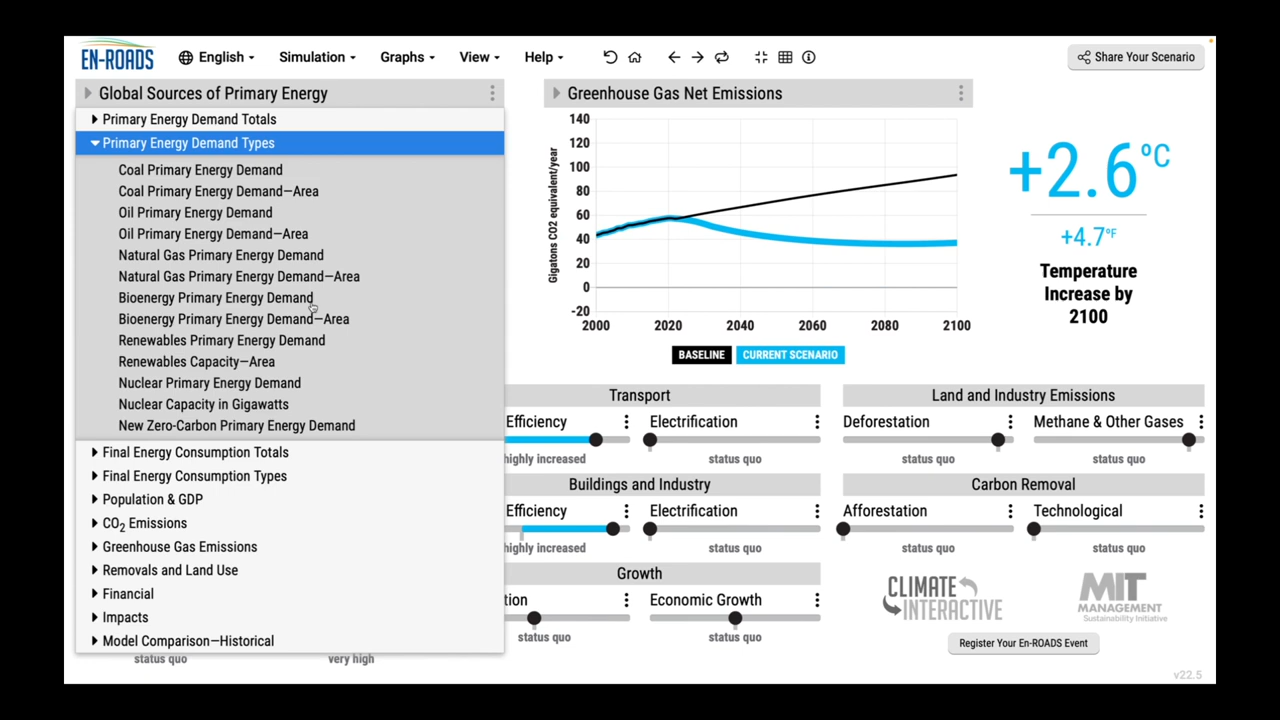 EN-ROADS
English
Simulation
Graphs
View
Help
Share Your Scenario
Global Sources of Primary Energy
Primary Energy Demand Totals
Primary Energy Demand Types
Coal Primary Energy Demand
Coal Primary Energy Demand–Area
Oil Primary Energy Demand
Oil Primary Energy Demand–Area
Natural Gas Primary Energy Demand
Natural Gas Primary Energy Demand–Area
Bioenergy Primary Energy Demand
Bioenergy Primary Energy Demand–Area
Renewables Primary Energy Demand
Renewables Capacity–Area
Nuclear Primary Energy Demand
Nuclear Capacity in Gigawatts
New Zero-Carbon Primary Energy Demand
Final Energy Consumption Totals
Final Energy Consumption Types
Population & GDP
CO2 Emissions
Greenhouse Gas Emissions
Removals and Land Use
Financial
Impacts
Model Comparison–Historical
status quo
very high
Greenhouse Gas Net Emissions
Gigatons CO2 equivalent/year
140
120
100
80
60
40
20
0
-20
2000 2020 2040 2060 2080 2100
BASELINE
CURRENT SCENARIO
+2.6°C
+4.7°F
Temperature
Increase by
2100
Transport
Efficiency
highly increased
Electrification
status quo
Buildings and Industry
Efficiency
highly increased
Electrification
status quo
Growth
tion
status quo
Economic Growth
status quo
Land and Industry Emissions
Deforestation
status quo
Methane & Other Gases
status quo
Carbon Removal
Afforestation
status quo
Technological
status quo
CLIMATE
INTERACTIVE
MIT
MANAGEMENT
Sustainability Initiative
Register Your En-ROADS Event
v22.5